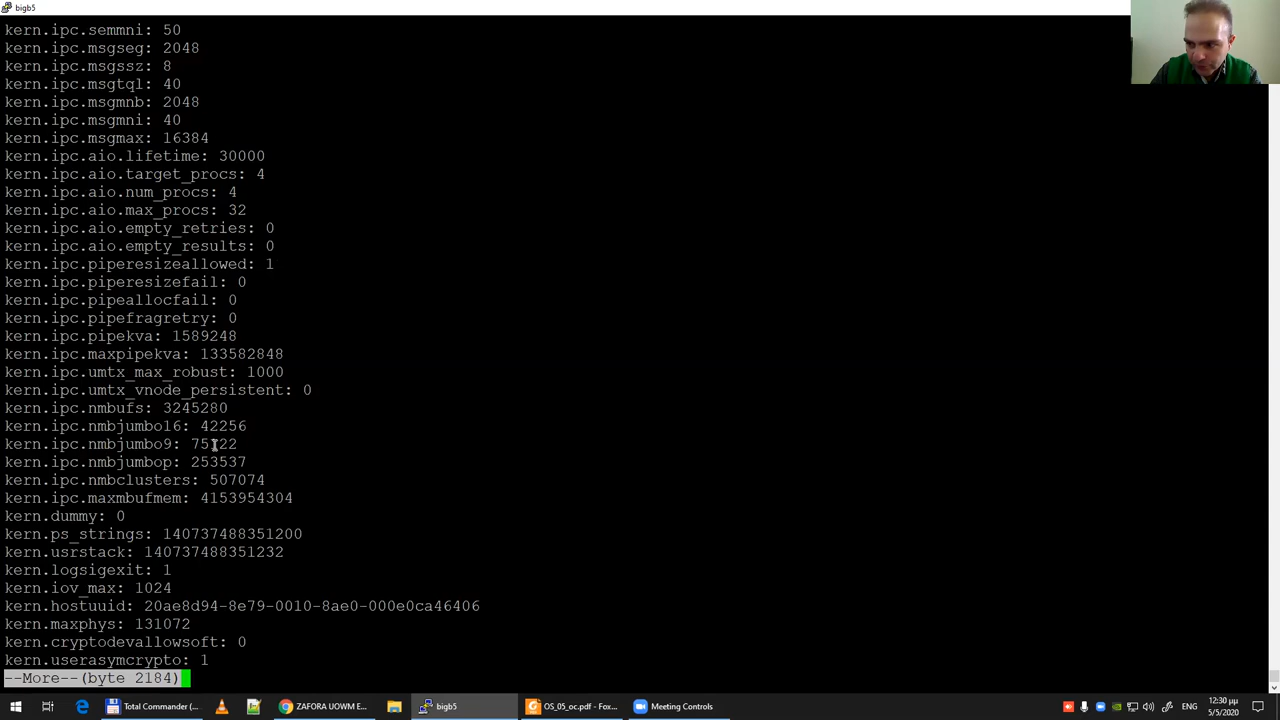 bigb5
kern.ipc.semmni: 50
kern.ipc.msgseg: 2048
kern.ipc.msgssz: 8
kern.ipc.msgtql: 40
kern.ipc.msgmnb: 2048
kern.ipc.msgmni: 40
kern.ipc.msgmax: 16384
kern.ipc.aio.lifetime: 30000
kern.ipc.aio.target_procs: 4
kern.ipc.aio.num_procs: 4
kern.ipc.aio.max_procs: 32
kern.ipc.aio.empty_retries: 0
kern.ipc.aio.empty_results: 0
kern.ipc.piperesizeallowed: 1
kern.ipc.piperesizefail: 0
kern.ipc.pipeallocfail: 0
kern.ipc.pipefragretry: 0
kern.ipc.pipekva: 1589248
kern.ipc.maxpipekva: 133582848
kern.ipc.umtx_max_robust: 1000
kern.ipc.umtx_vnode_persistent: 0
kern.ipc.nmbufs: 3245280
kern.ipc.nmbjumbo16: 42256
kern.ipc.nmbjumbo9:
kern.ipc.nmbjumbop: 253537
kern.ipc.nmbclusters: 507074
kern.ipc.maxmbufmem: 4153954304
kern.dummy: 0
kern.ps_strings: 140737488351200
kern.usrstack: 140737488351232
kern.logsigexit: 1
kern.iov_max: 1024
kern.hostuuid: 20ae8d94-8e79-0010-8ae0-000e0ca46406
kern.maxphys: 131072
kern.cryptodevallowsoft: 0
kern.userasymcrypto: 1
--More--(byte 2184)
Total Commander (...
ZAFORA UOWM E...
bigb5
OS_05_oc.pdf - Fox...
Meeting Controls
ENG
12:30 μμ
5/5/2020